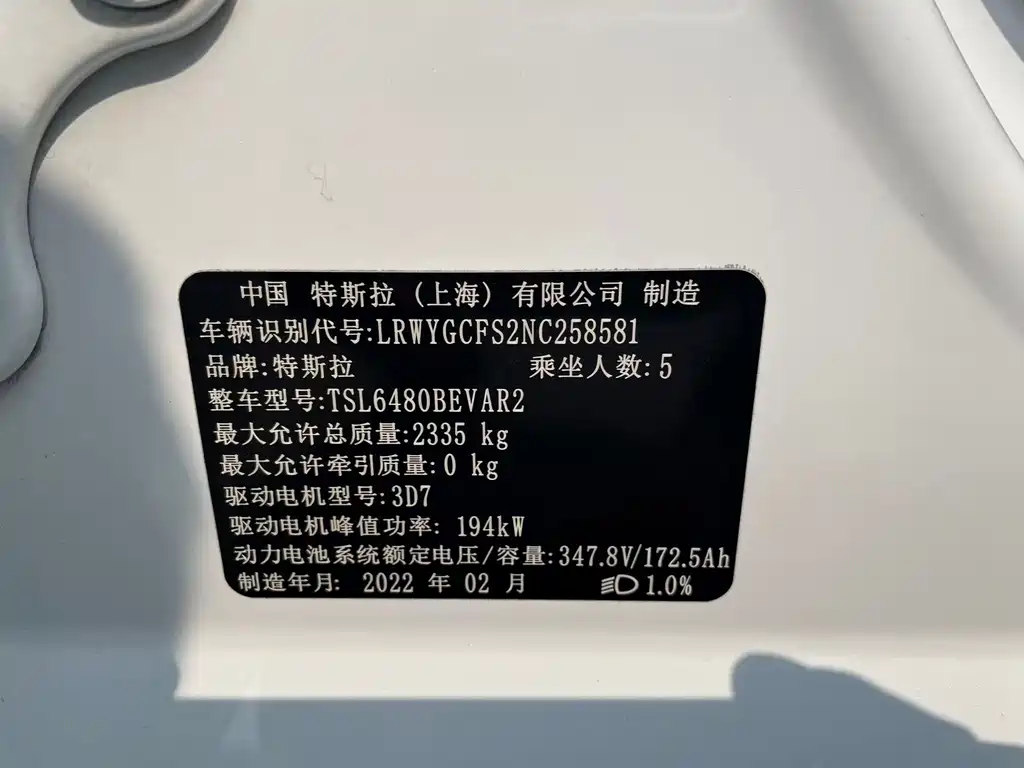 中国 特斯拉 (上海) 有限公司 制造
车辆识别代号:LRWYGCFS2NC258581
品牌:特斯拉 乘坐人数:5
整车型号:TSL6480BEVAR2
最大允许总质量:2335 kg
最大允许牵引质量:0 kg
驱动电机型号:3D7
驱动电机峰值功率: 194kW
动力电池系统额定电压/容量:347.8V/172.5Ah
制造年月: 2022 年 02 月 1.0%